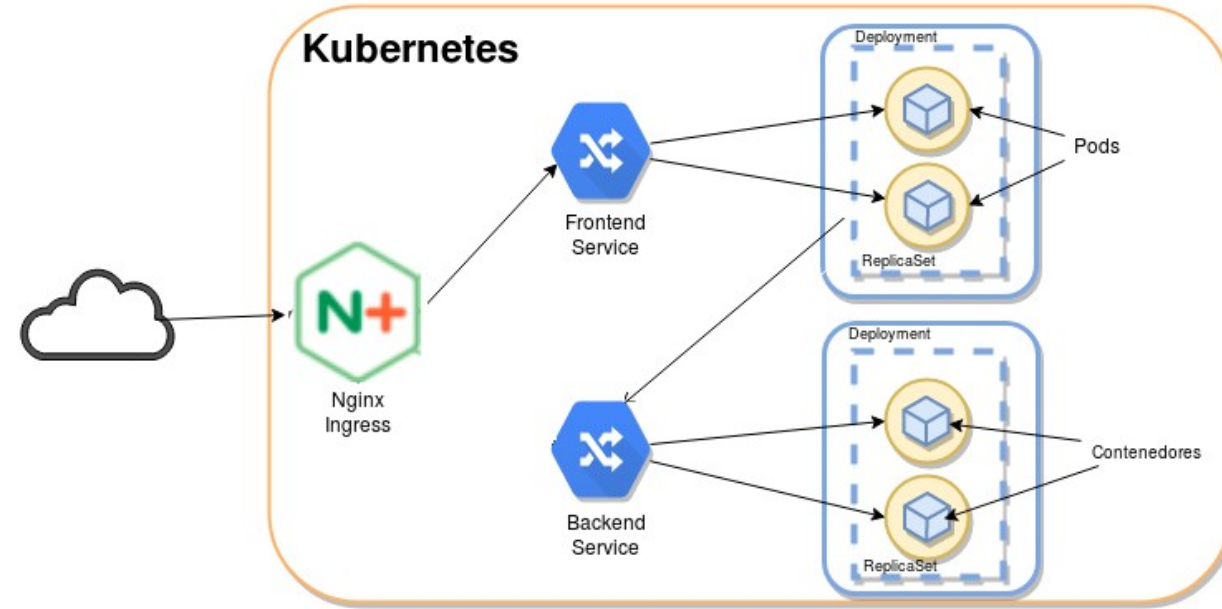 Kubernetes
Deployment
Pods
Frontend
Service
ReplicaSet
N+
Nginx
Ingress
Deployment
Contenedores
Backend
Service
ReplicaSet